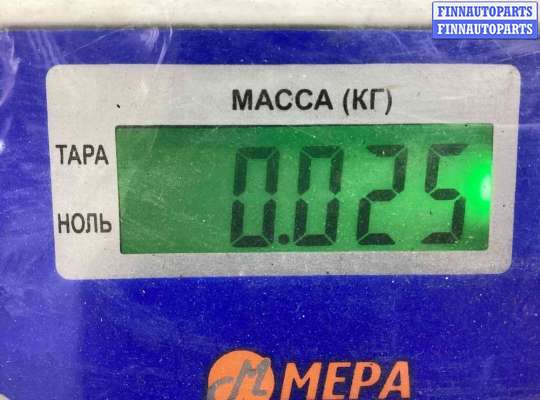 FINNAUTOPARTS
FINNAUTOPARTS
МАССА (КГ)
ТАРА
0.025
НОЛЬ
М МЕРА